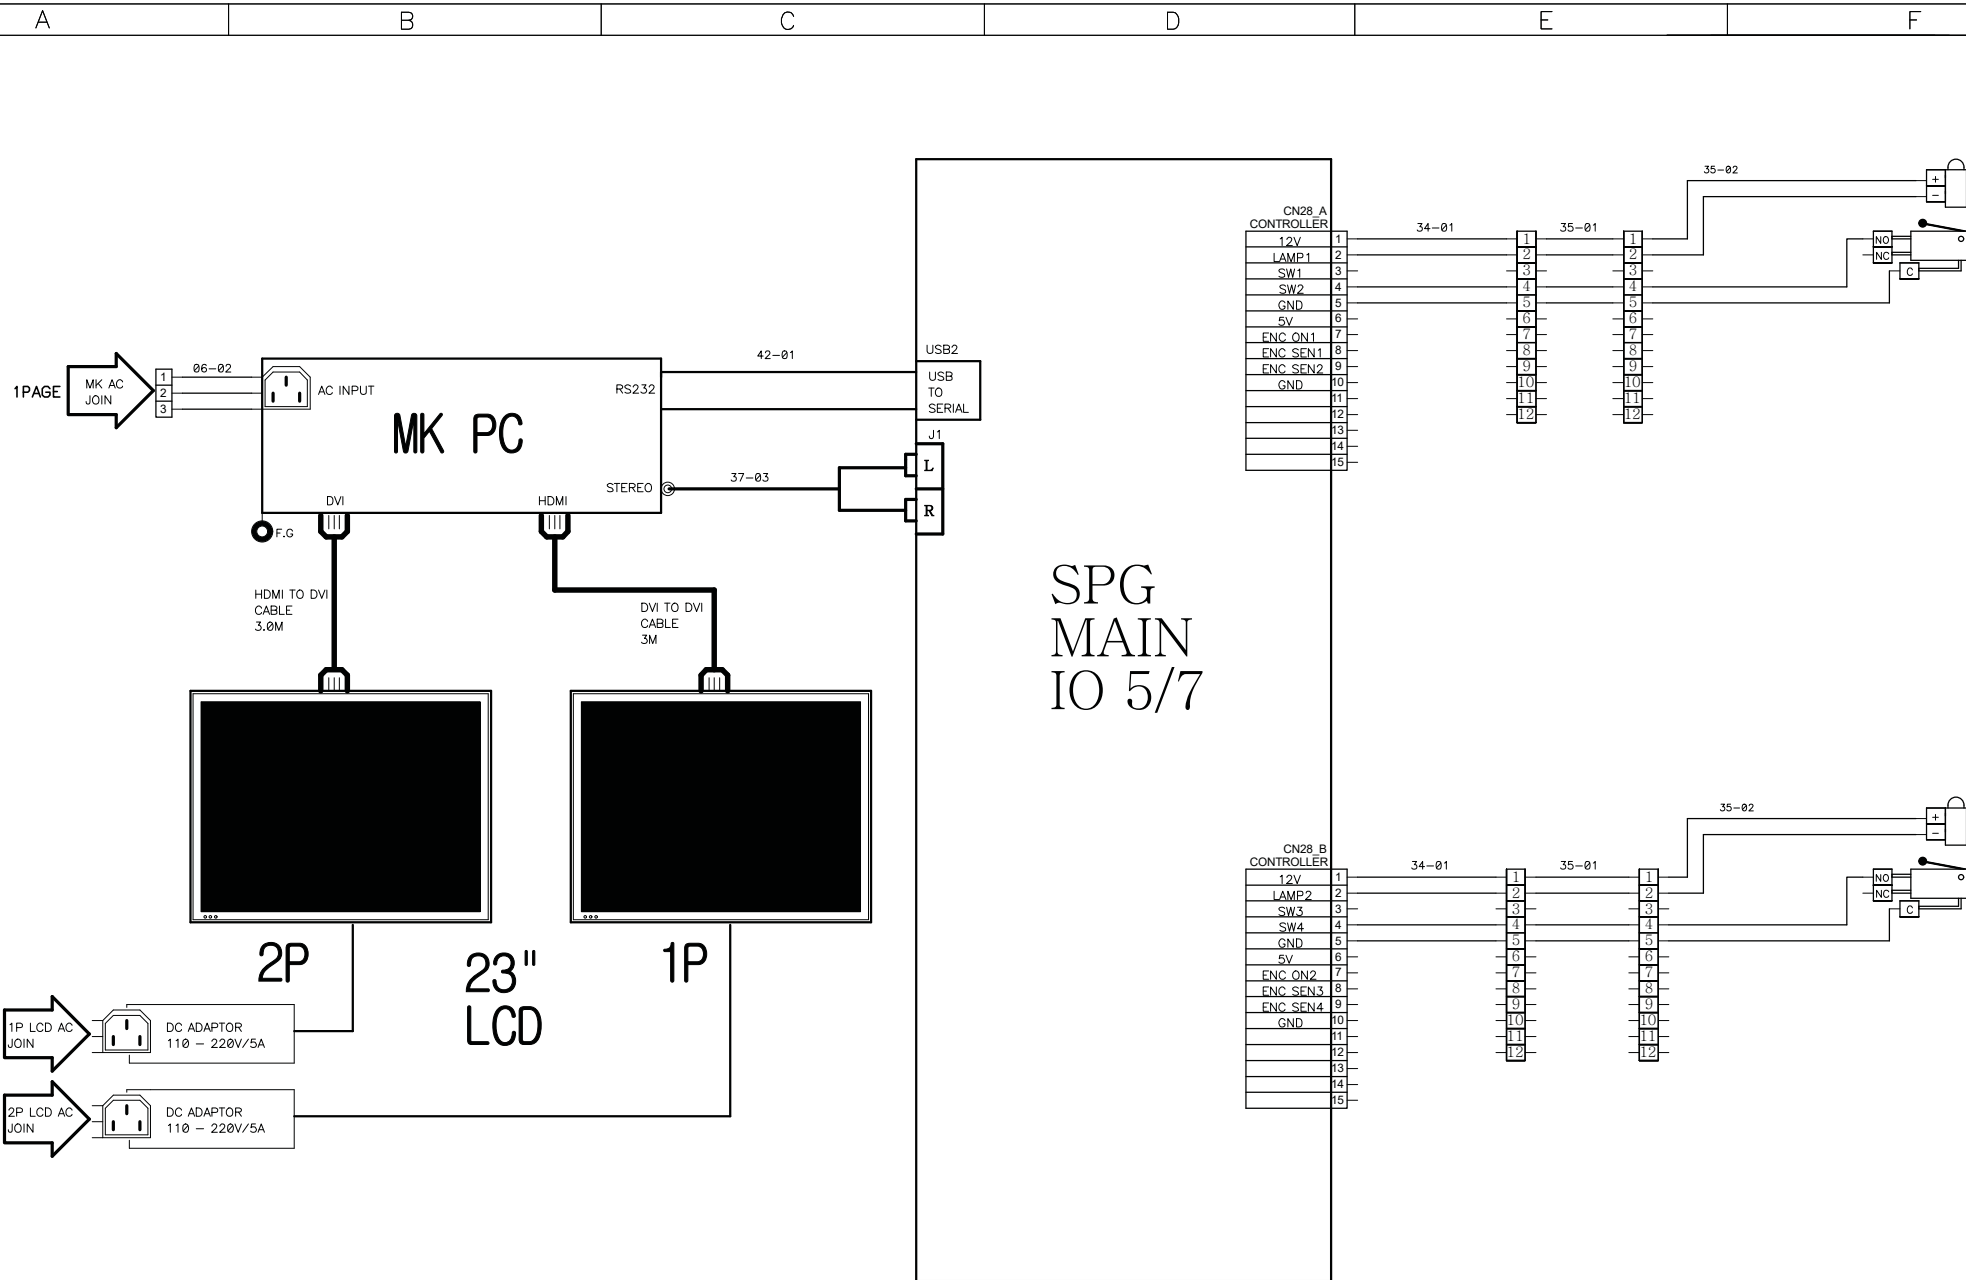 A B C D E F
1PAGE
MK AC
JOIN
1
2
3
06-02
AC INPUT
MK PC
RS232
STEREO
DVI
HDMI
F.G
42-01
37-03
USB2
USB
TO
SERIAL
J1
L
R
HDMI TO DVI
CABLE
3.0M
DVI TO DVI
CABLE
3M
2P
23"
LCD
1P
1P LCD AC
JOIN
DC ADAPTOR
110 - 220V/5A
2P LCD AC
JOIN
DC ADAPTOR
110 - 220V/5A
SPG
MAIN
IO 5/7
CN28_A
CONTROLLER
12V 1
LAMP1 2
SW1 3
SW2 4
GND 5
5V 6
ENC ON1 7
ENC SEN1 8
ENC SEN2 9
GND 10
11
12
13
14
15
34-01
1
2
3
4
5
6
7
8
9
10
11
12
35-01
1
2
3
4
5
6
7
8
9
10
11
12
35-02
+
-
NO
NC
C
CN28_B
CONTROLLER
12V 1
LAMP2 2
SW3 3
SW4 4
GND 5
5V 6
ENC ON2 7
ENC SEN3 8
ENC SEN4 9
GND 10
11
12
13
14
15
34-01
1
2
3
4
5
6
7
8
9
10
11
12
35-01
1
2
3
4
5
6
7
8
9
10
11
12
35-02
+
-
NO
NC
C